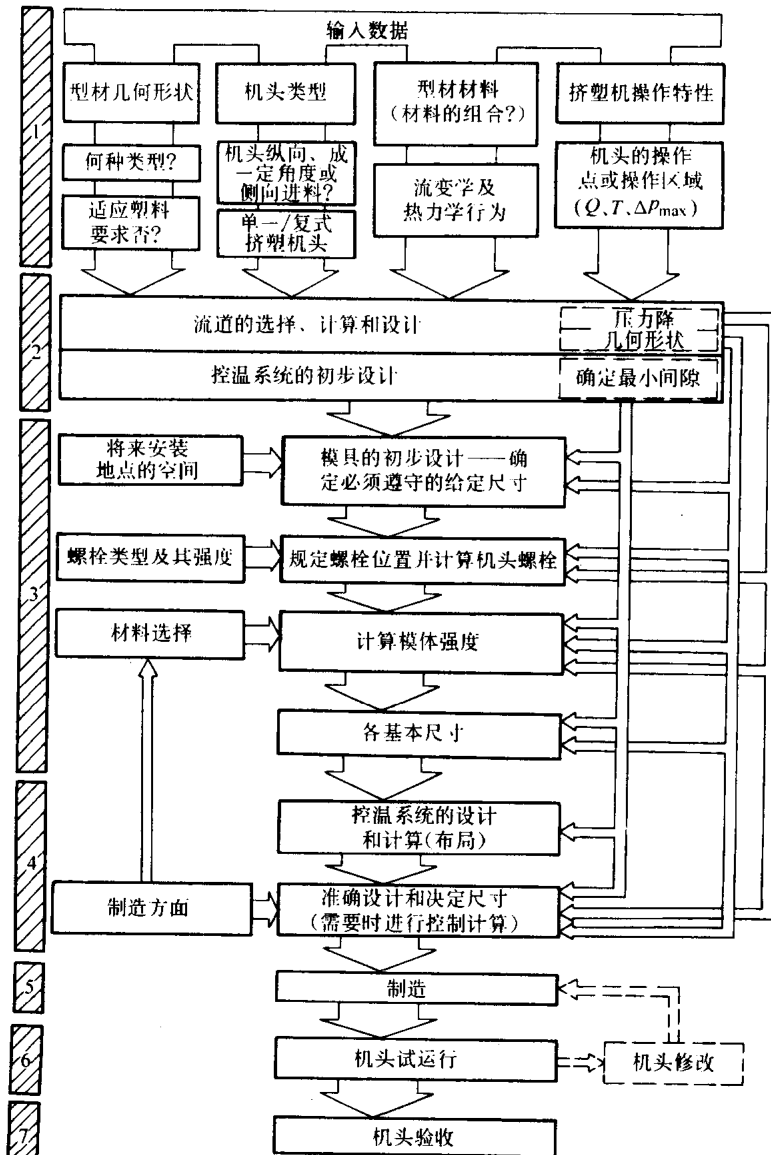 输入数据
型材几何形状
何种类型?
适应塑料
要求否?
机头类型
机头纵向、成
一定角度或
侧向进料?
单一/复式
挤塑机头
型材材料
(材料的组合?)
流变学及
热力学行为
挤塑机操作特性
机头的操作
点或操作区域
(Q、T、Δp_max)
1
流道的选择、计算和设计
压力降
几何形状
2
控温系统的初步设计
确定最小间隙
将来安装
地点的空间
模具的初步设计——确
定必须遵守的给定尺寸
螺栓类型及其强度
规定螺栓位置并计算机头螺栓
3
材料选择
计算模体强度
各基本尺寸
控温系统的设计
和计算(布局)
4
制造方面
准确设计和决定尺寸
(需要时进行控制计算)
5
制造
6
机头试运行
机头修改
7
机头验收